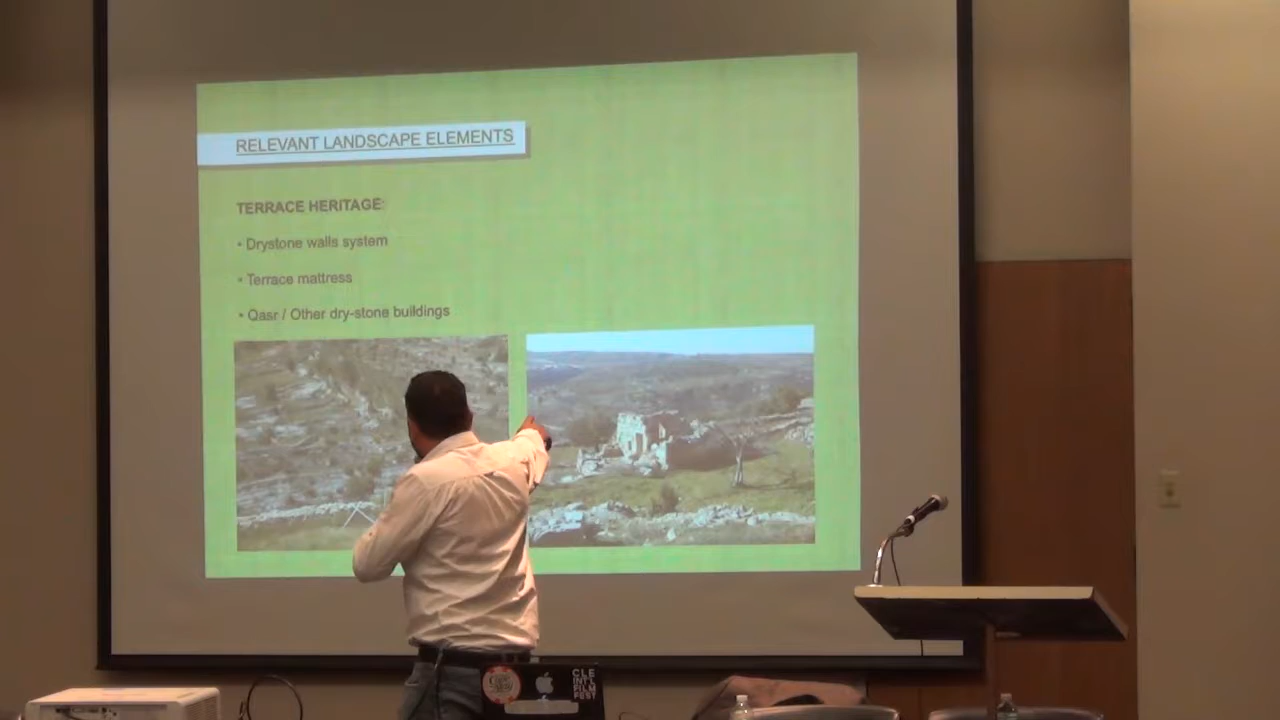 RELEVANT LANDSCAPE ELEMENTS
TERRACE HERITAGE:
• Drystone walls system
• Terrace mattress
• Qasr / Other dry-stone buildings
CLE
INT'L
FILM
FEST